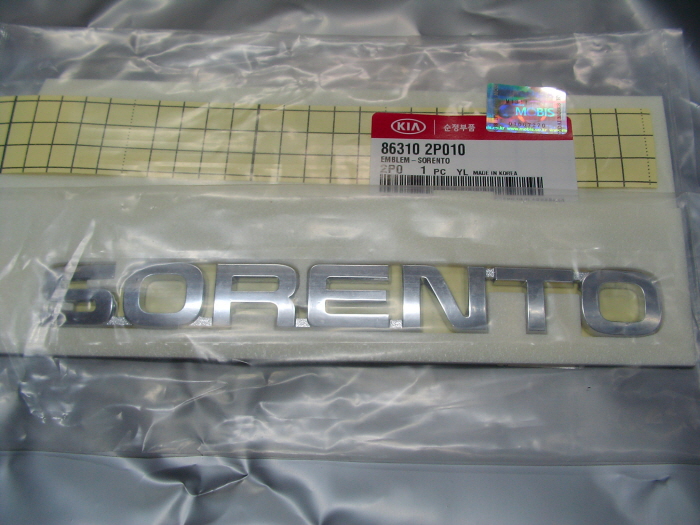 MOBIS
KIA 순정부품
86310 2P010
EMBLEM-SORENTO
2P0 1 PC YL MADE IN KOREA
SORENTO